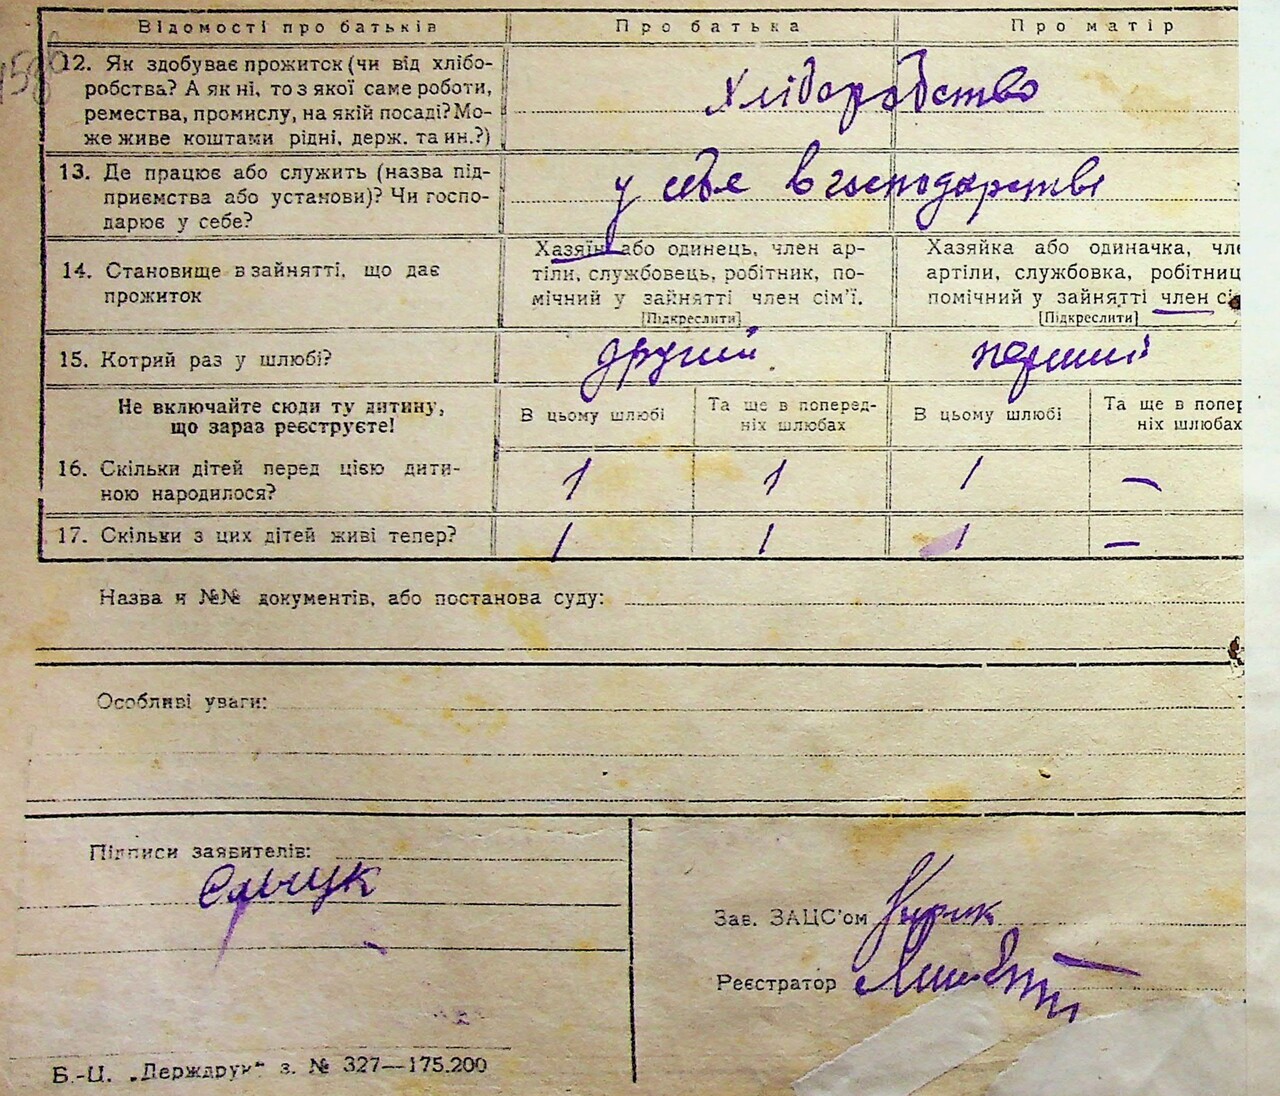 Відомості про батьків Про батька Про матір
158
12. Як здобуває прожиток (чи від хлібо-
робства? А як ні, то з якої саме роботи,
ремества, промислу, на якій посаді? Мо-
же живе коштами рідні, держ. та ин.?)
Хліборобство
13. Де працює або служить (назва під-
приємства або установи)? Чи госпо-
дарює у себе?
у себе в господарстві
14. Становище в зайнятті, що дає
прожиток
Хазяїн або одинець, член ар-
тіли, службовець, робітник, по-
мічний у зайнятті член сім'ї.
[Підкреслити]
Хазяйка або одиначка, чле
артіли, службовка, робітниц
помічний у зайнятті член сі
[Підкреслити]
15. Котрий раз у шлюбі? другий перший
Не включайте сюди ту дитину,
що зараз реєструєте!
В цьому шлюбі
Та ще в поперед-
ніх шлюбах
В цьому шлюбі
Та ще в попер
ніх шлюбах
16. Скільки дітей перед цією дити-
ною народилося?
1 1 1 —
17. Скільки з цих дітей живі тепер? 1 1 1 —
Назва й №№ документів, або постанова суду:
Особливі уваги:
Підписи заявителів:
Зав. ЗАЦС'ом
Реєстратор
Б.-Ц. „Держдрук" з. № 327—175.200